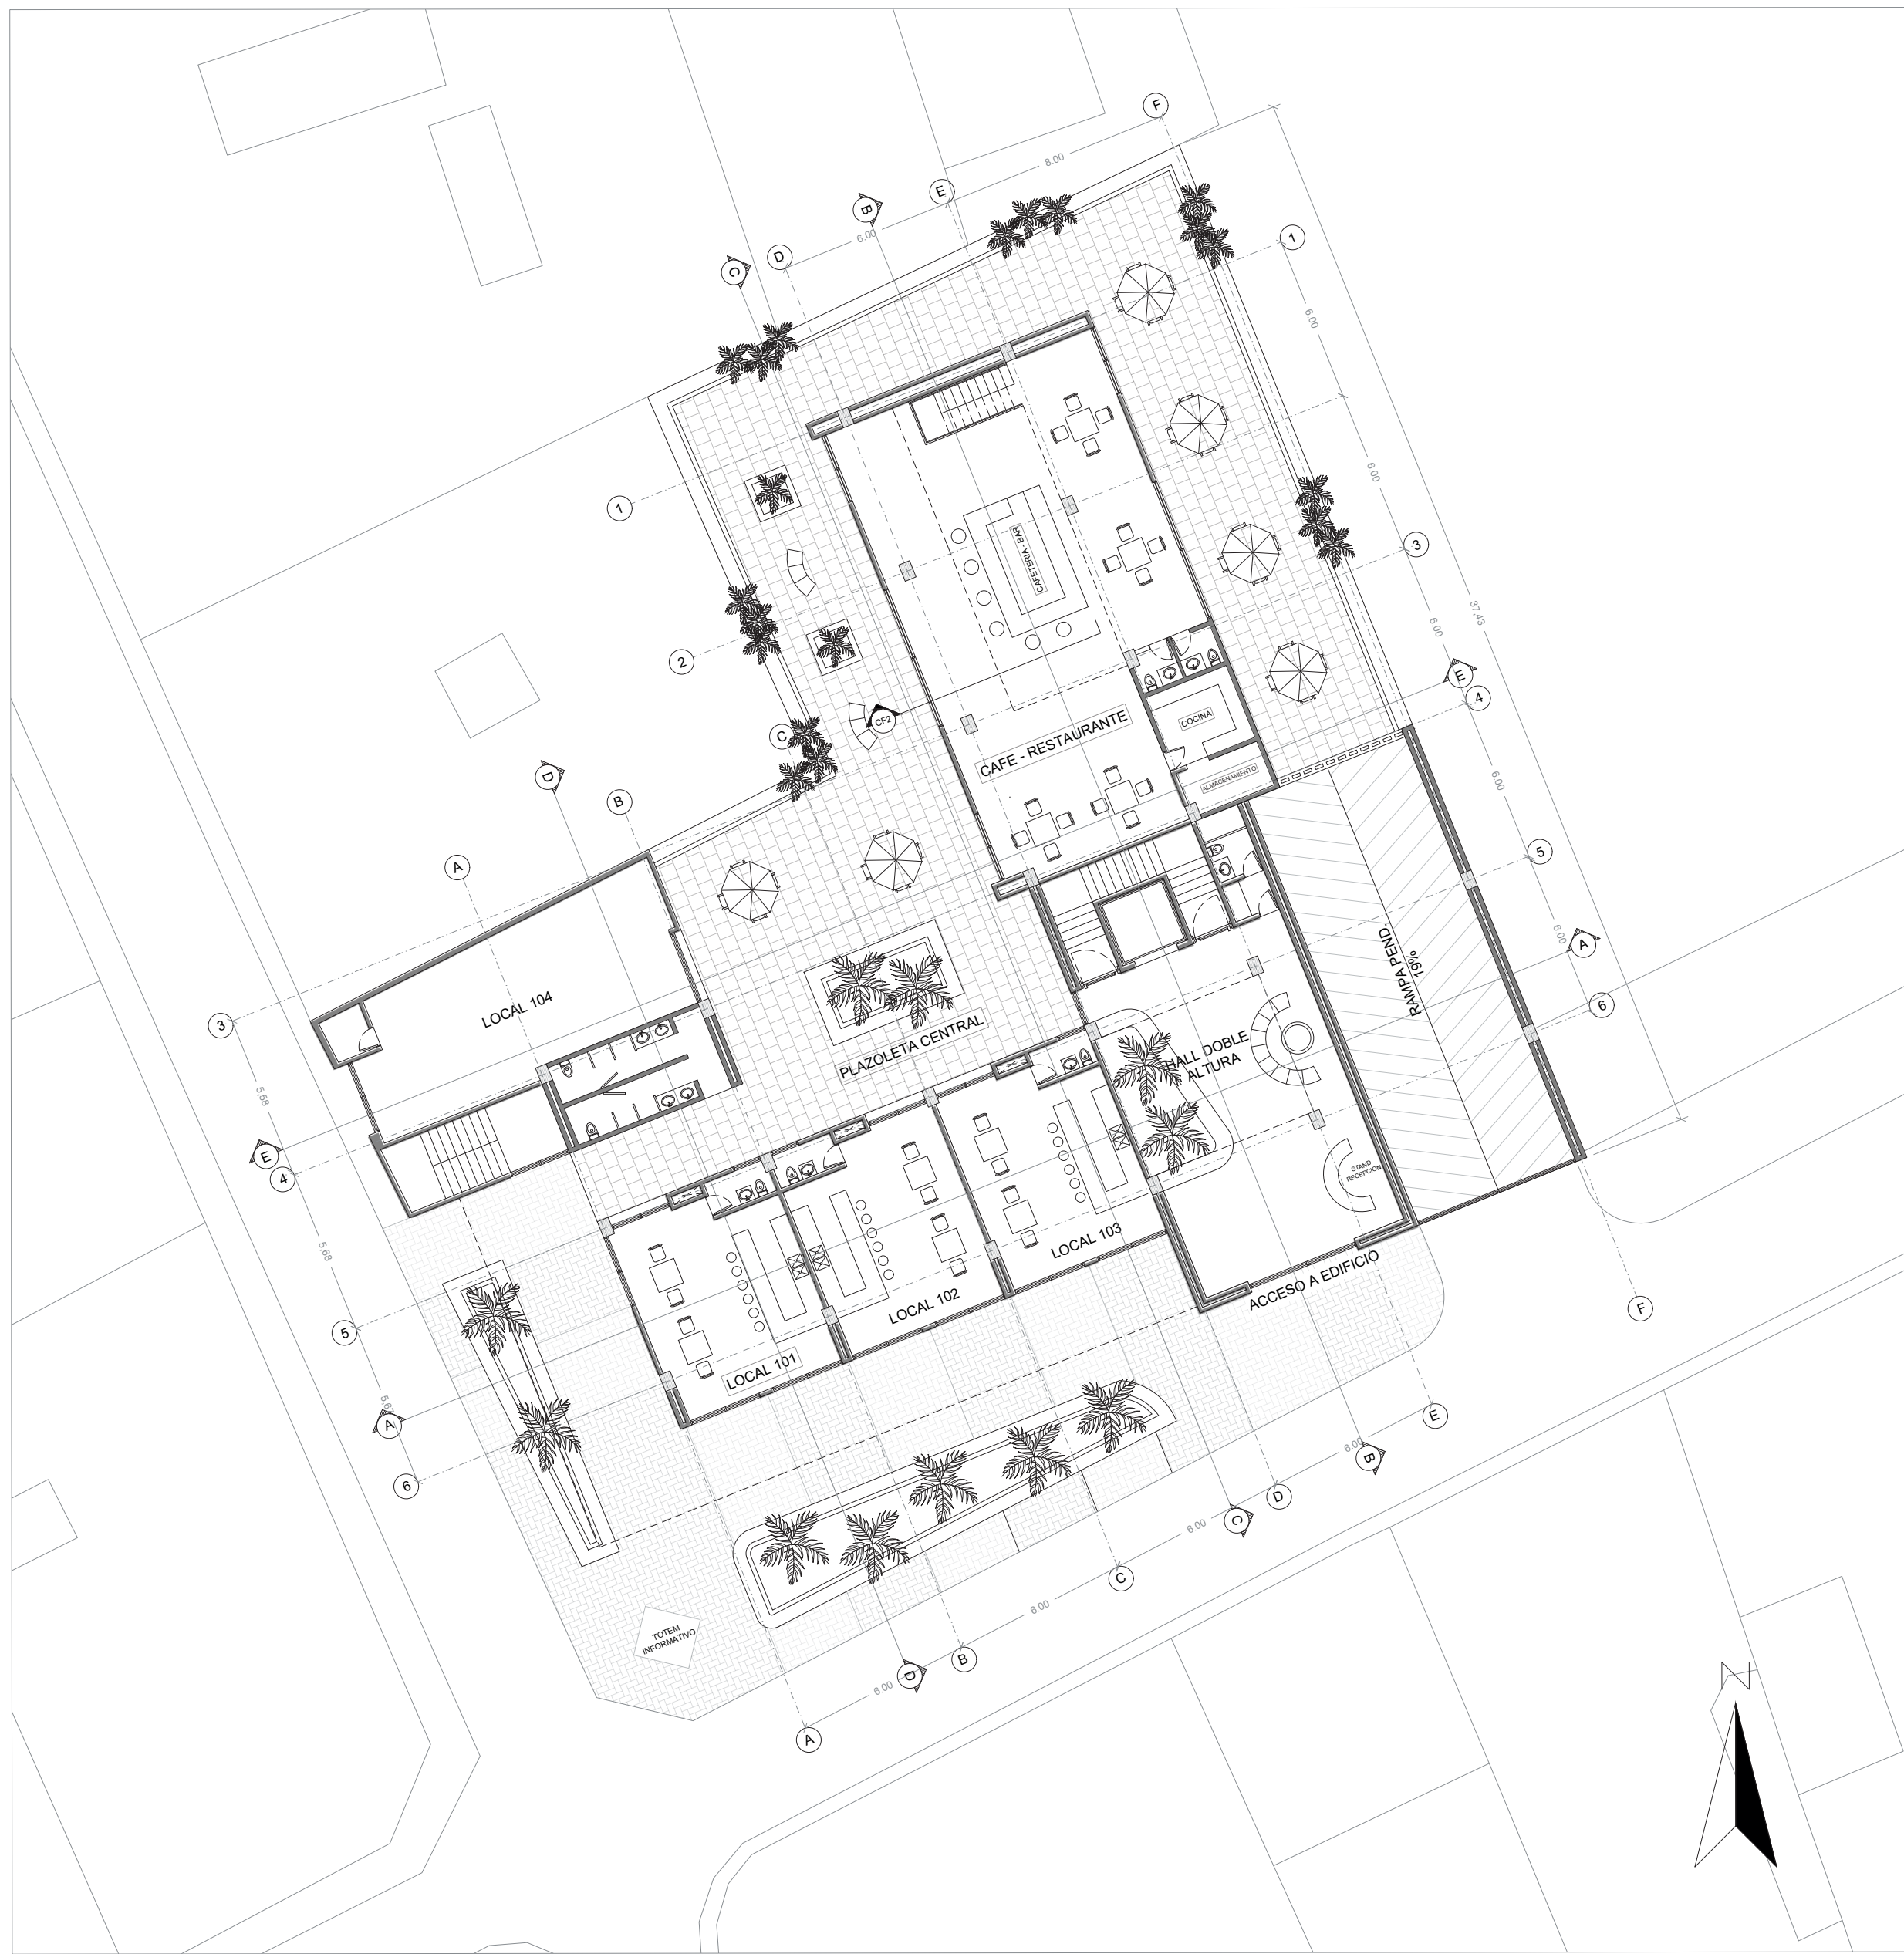 F
8.00
E
B
6.00
D
C
1
6.00
1
6.00
CAFETERIA - BAR
3
37.43
6.00
2
E
4
COCINA
CF2
C
CAFE - RESTAURANTE
D
ALMACENAMIENTO
6.00
B
5
A
6.00
A
RAMPA PEND.
19%
6
LOCAL 104
3
PLAZOLETA CENTRAL
HALL DOBLE
ALTURA
5.58
E
4
STAND
RECEPCION
5.68
LOCAL 103
ACCESO A EDIFICIO
LOCAL 102
F
5
LOCAL 101
A
5.67
6
E
6.00
B
D
C
6.00
C
6.00
TOTEM
INFORMATIVO
B
D
6.00
A
N